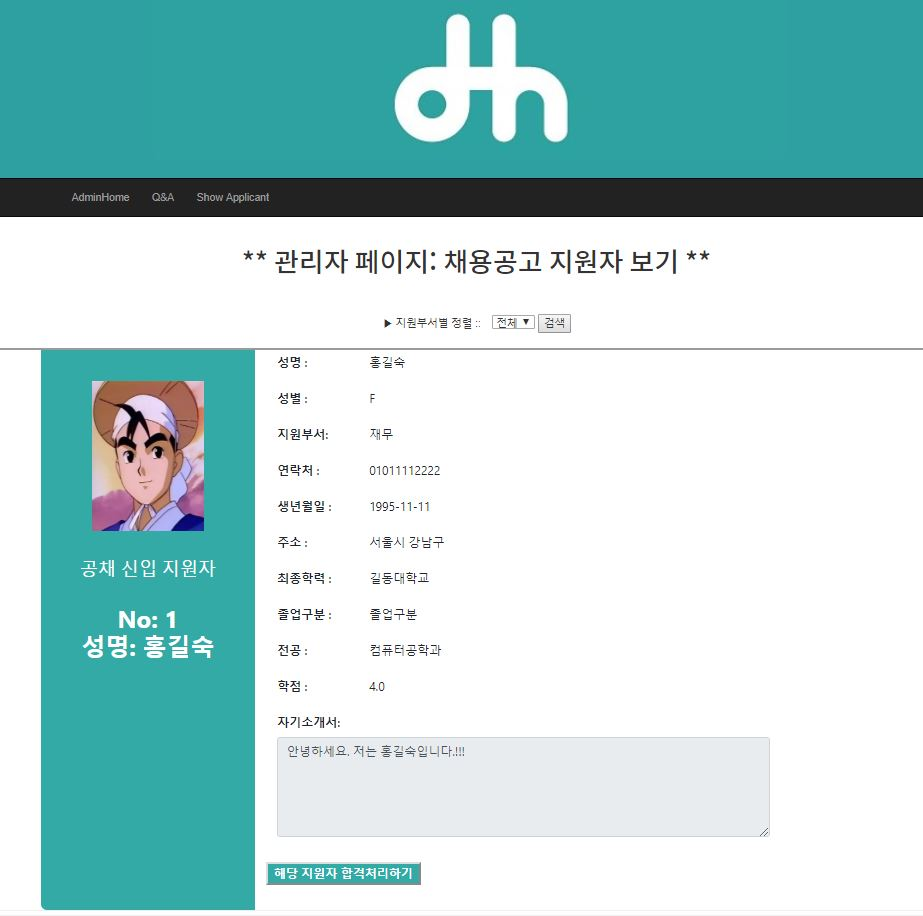 dh
AdminHome Q&A Show Applicant
** 관리자 페이지: 채용공고 지원자 보기 **
▶ 지원부서별 정렬 :: 전체 ▼ 검색
공채 신입 지원자
No: 1
성명: 홍길숙
성명 : 홍길숙
성별 : F
지원부서: 재무
연락처 : 01011112222
생년월일 : 1995-11-11
주소 : 서울시 강남구
최종학력 : 길동대학교
졸업구분 : 졸업구분
전공 : 컴퓨터공학과
학점 : 4.0
자기소개서:
안녕하세요. 저는 홍길숙입니다.!!!
해당 지원자 합격처리하기